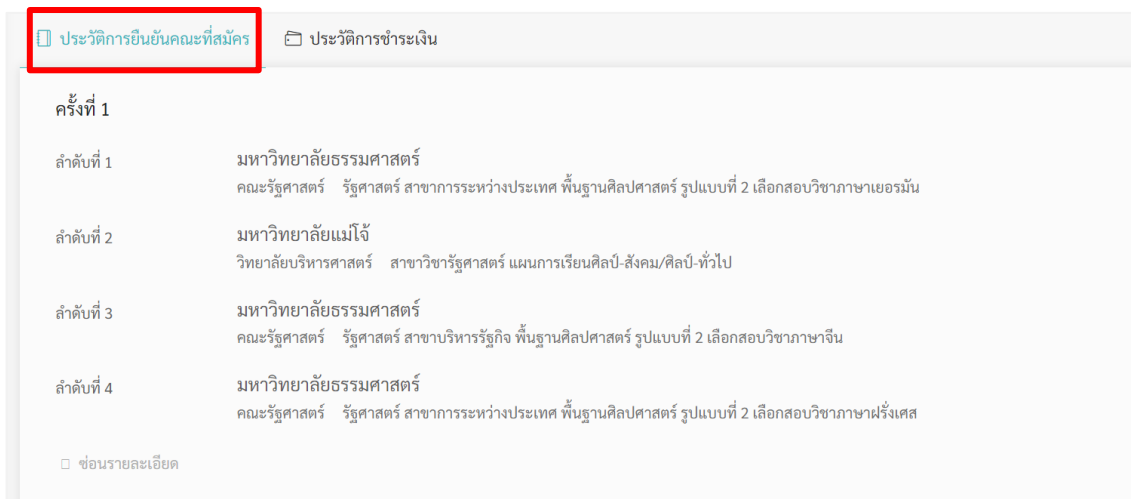 ประวัติการยืนยันคณะที่สมัคร ประวัติการชำระเงิน
ครั้งที่ 1
ลำดับที่ 1 มหาวิทยาลัยธรรมศาสตร์
คณะรัฐศาสตร์ รัฐศาสตร์ สาขาการระหว่างประเทศ พื้นฐานศิลปศาสตร์ รูปแบบที่ 2 เลือกสอบวิชาภาษาเยอรมัน
ลำดับที่ 2 มหาวิทยาลัยแม่โจ้
วิทยาลัยบริหารศาสตร์ สาขาวิชารัฐศาสตร์ แผนการเรียนศิลป์-สังคม/ศิลป์-ทั่วไป
ลำดับที่ 3 มหาวิทยาลัยธรรมศาสตร์
คณะรัฐศาสตร์ รัฐศาสตร์ สาขาบริหารรัฐกิจ พื้นฐานศิลปศาสตร์ รูปแบบที่ 2 เลือกสอบวิชาภาษาจีน
ลำดับที่ 4 มหาวิทยาลัยธรรมศาสตร์
คณะรัฐศาสตร์ รัฐศาสตร์ สาขาการระหว่างประเทศ พื้นฐานศิลปศาสตร์ รูปแบบที่ 2 เลือกสอบวิชาภาษาฝรั่งเศส
ซ่อนรายละเอียด